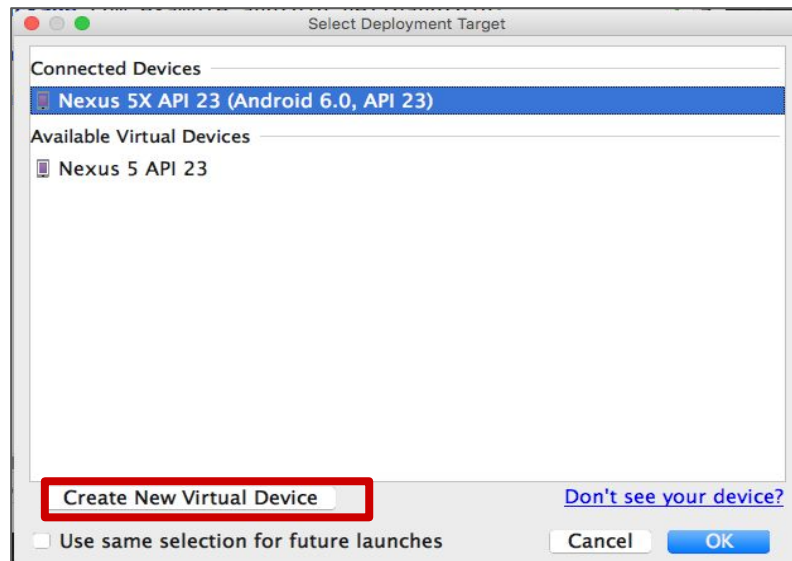 Select Deployment Target
Connected Devices
Nexus 5X API 23 (Android 6.0, API 23)
Available Virtual Devices
Nexus 5 API 23
Create New Virtual Device
Don't see your device?
Use same selection for future launches
Cancel
OK